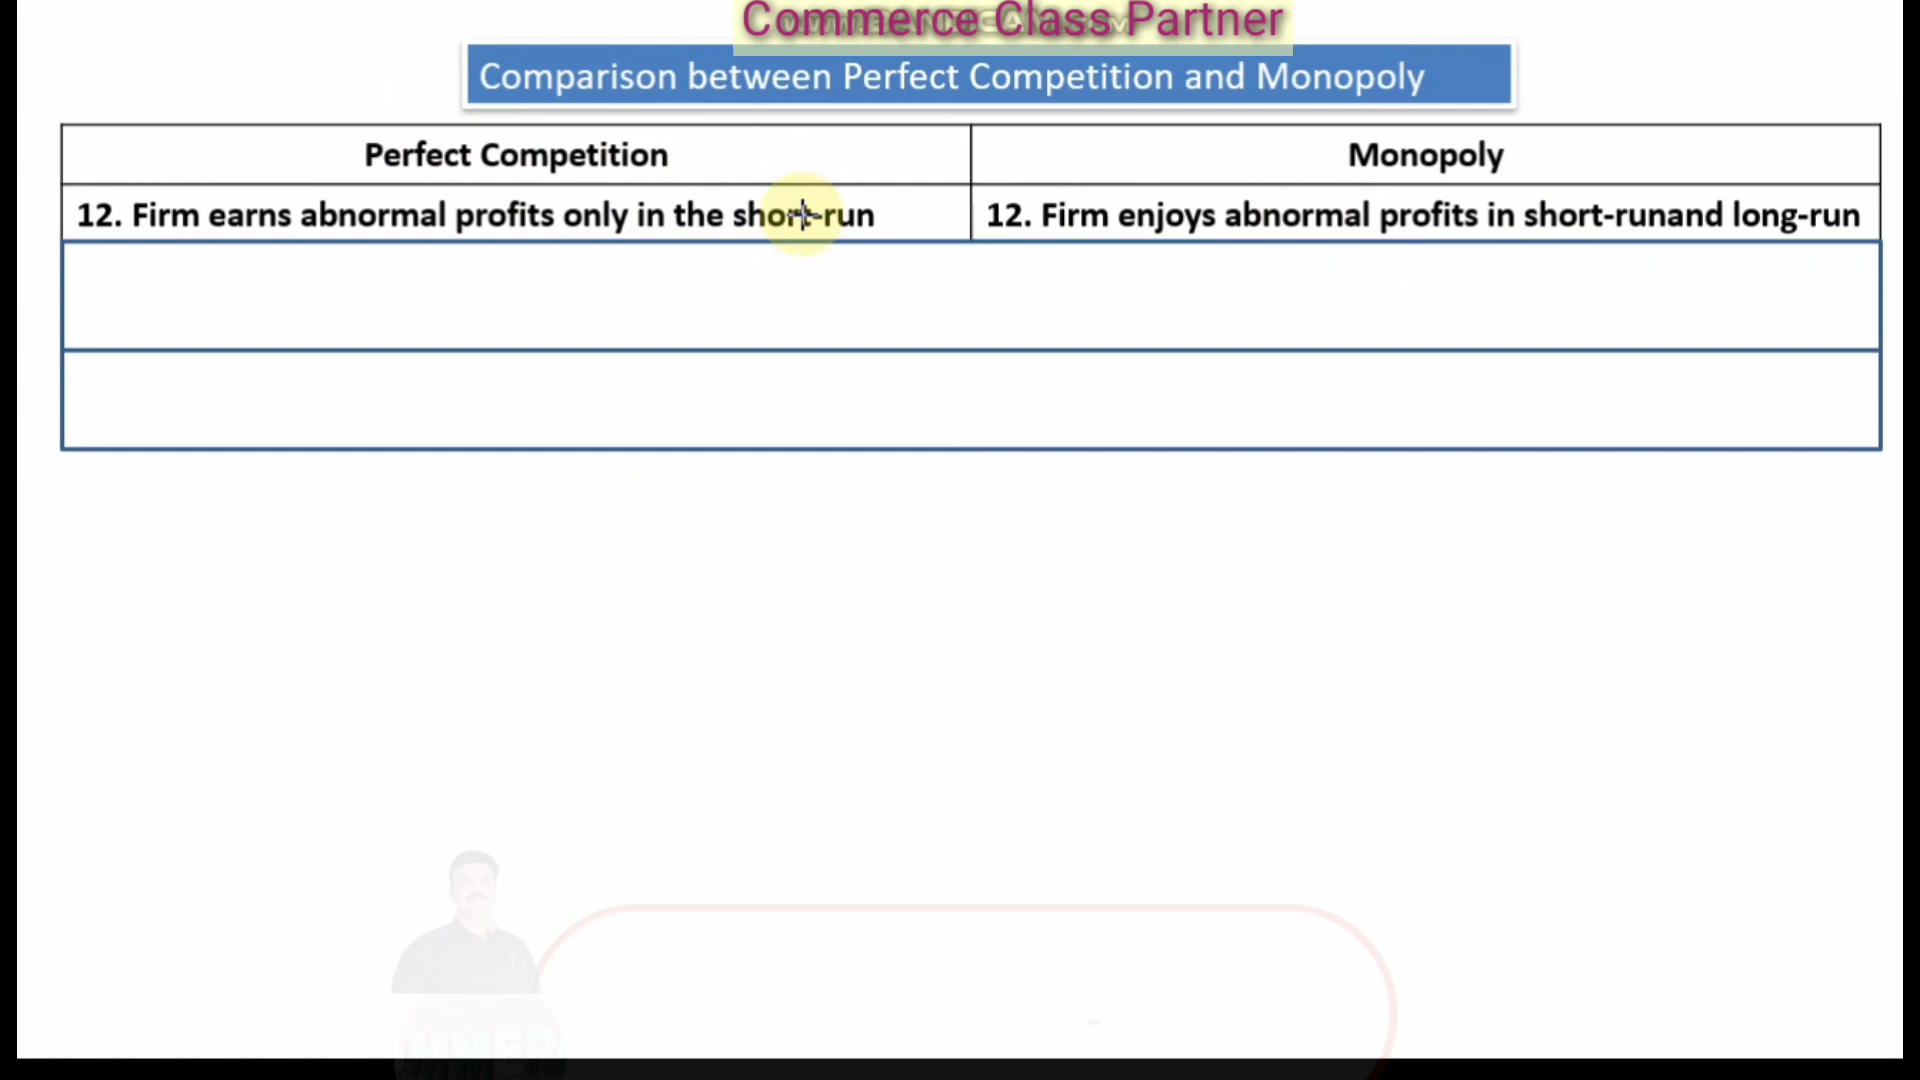 Commerce Class Partner
Comparison between Perfect Competition and Monopoly
Perfect Competition
Monopoly
12. Firm earns abnormal profits only in the short-run
12. Firm enjoys abnormal profits in short-runand long-run